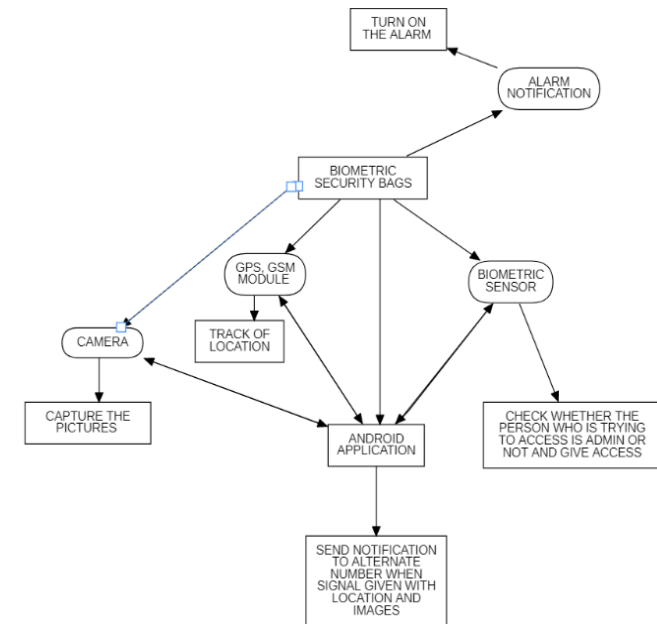 TURN ON
THE ALARM
ALARM
NOTIFICATION
BIOMETRIC
SECURITY BAGS
GPS, GSM
MODULE
BIOMETRIC
SENSOR
TRACK OF
LOCATION
CAMERA
CAPTURE THE
PICTURES
ANDROID
APPLICATION
CHECK WHETHER THE
PERSON WHO IS TRYING
TO ACCESS IS ADMIN OR
NOT AND GIVE ACCESS
SEND NOTIFICATION
TO ALTERNATE
NUMBER WHEN
SIGNAL GIVEN WITH
LOCATION AND
IMAGES